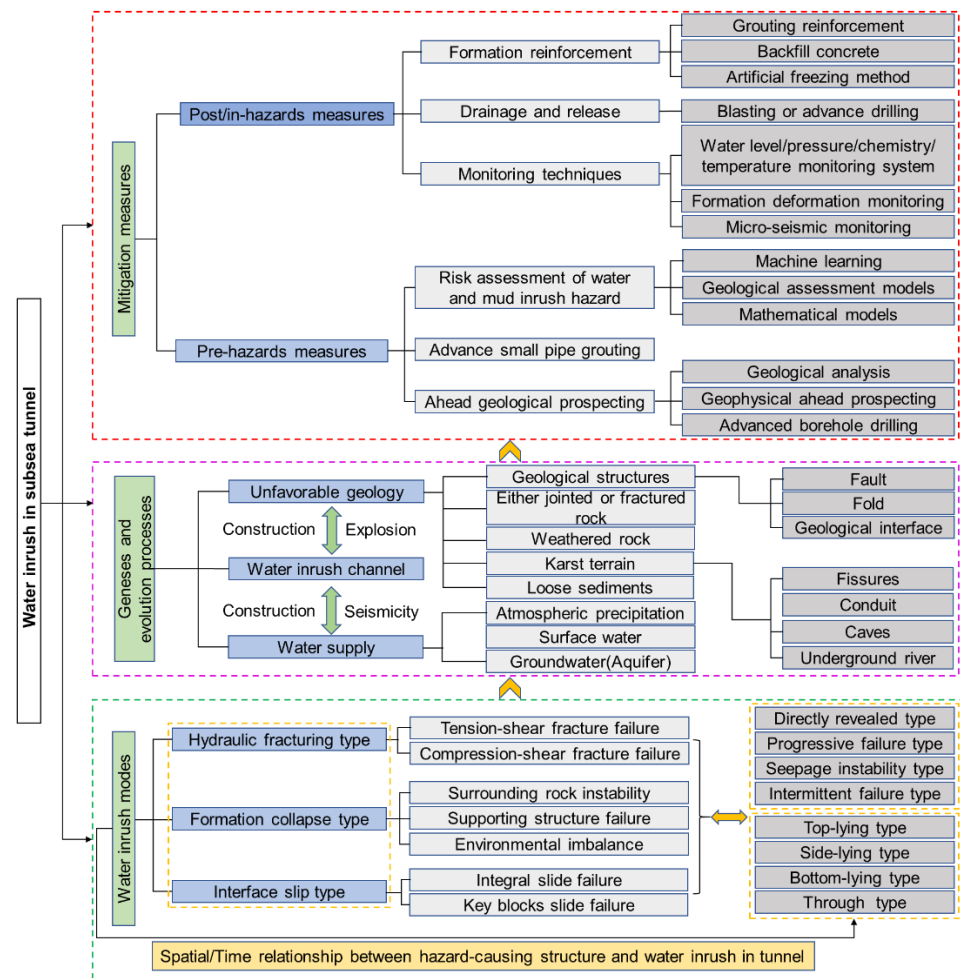 Water inrush in subsea tunnel
Mitigation measures
Post/in-hazards measures
Formation reinforcement
Grouting reinforcement
Backfill concrete
Artificial freezing method
Drainage and release
Blasting or advance drilling
Monitoring techniques
Water level/pressure/chemistry/
temperature monitoring system
Formation deformation monitoring
Micro-seismic monitoring
Pre-hazards measures
Risk assessment of water
and mud inrush hazard
Machine learning
Geological assessment models
Mathematical models
Advance small pipe grouting
Ahead geological prospecting
Geological analysis
Geophysical ahead prospecting
Advanced borehole drilling
Geneses and
evolution processes
Unfavorable geology
Construction
Explosion
Water inrush channel
Construction
Seismicity
Water supply
Geological structures
Either jointed or fractured
rock
Weathered rock
Karst terrain
Loose sediments
Atmospheric precipitation
Surface water
Groundwater(Aquifer)
Fault
Fold
Geological interface
Fissures
Conduit
Caves
Underground river
Water inrush modes
Hydraulic fracturing type
Tension-shear fracture failure
Compression-shear fracture failure
Formation collapse type
Surrounding rock instability
Supporting structure failure
Environmental imbalance
Interface slip type
Integral slide failure
Key blocks slide failure
Directly revealed type
Progressive failure type
Seepage instability type
Intermittent failure type
Top-lying type
Side-lying type
Bottom-lying type
Through type
Spatial/Time relationship between hazard-causing structure and water inrush in tunnel